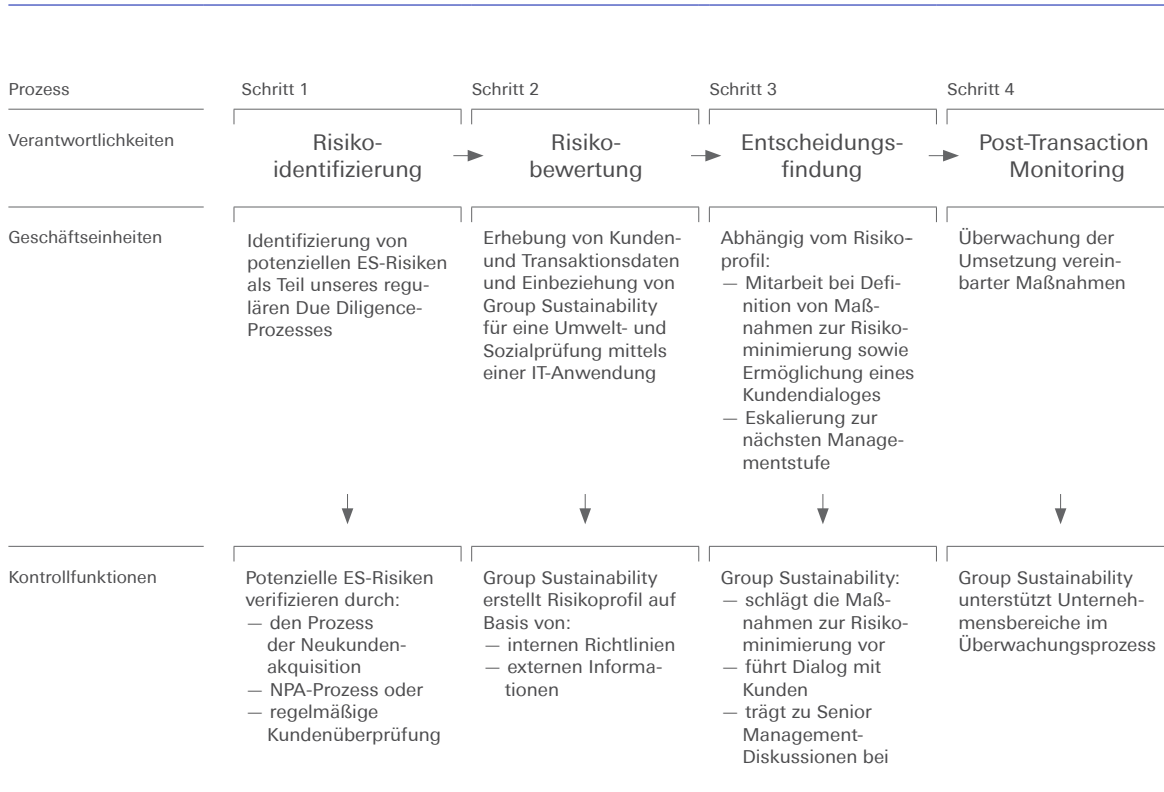 Prozess
Schritt 1
Schritt 2
Schritt 3
Schritt 4
Verantwortlichkeiten
Risiko-
identifizierung
Risiko-
bewertung
Entscheidungs-
findung
Post-Transaction
Monitoring
Geschäftseinheiten
Identifizierung von
potenziellen ES-Risiken
als Teil unseres regu-
lären Due Diligence-
Prozesses
Erhebung von Kunden-
und Transaktionsdaten
und Einbeziehung von
Group Sustainability
für eine Umwelt- und
Sozialprüfung mittels
einer IT-Anwendung
Abhängig vom Risiko-
profil:
— Mitarbeit bei Defi-
nition von Maß-
nahmen zur Risiko-
minimierung sowie
Ermöglichung eines
Kundendialoges
— Eskalierung zur
nächsten Manage-
mentstufe
Überwachung der
Umsetzung verein-
barter Maßnahmen
Kontrollfunktionen
Potenzielle ES-Risiken
verifizieren durch:
— den Prozess
der Neukunden-
akquisition
— NPA-Prozess oder
— regelmäßige
Kundenüberprüfung
Group Sustainability
erstellt Risikoprofil auf
Basis von:
— internen Richtlinien
— externen Informa-
tionen
Group Sustainability:
— schlägt die Maß-
nahmen zur Risiko-
minimierung vor
— führt Dialog mit
Kunden
— trägt zu Senior
Management-
Diskussionen bei
Group Sustainability
unterstützt Unterneh-
mensbereiche im
Überwachungsprozess